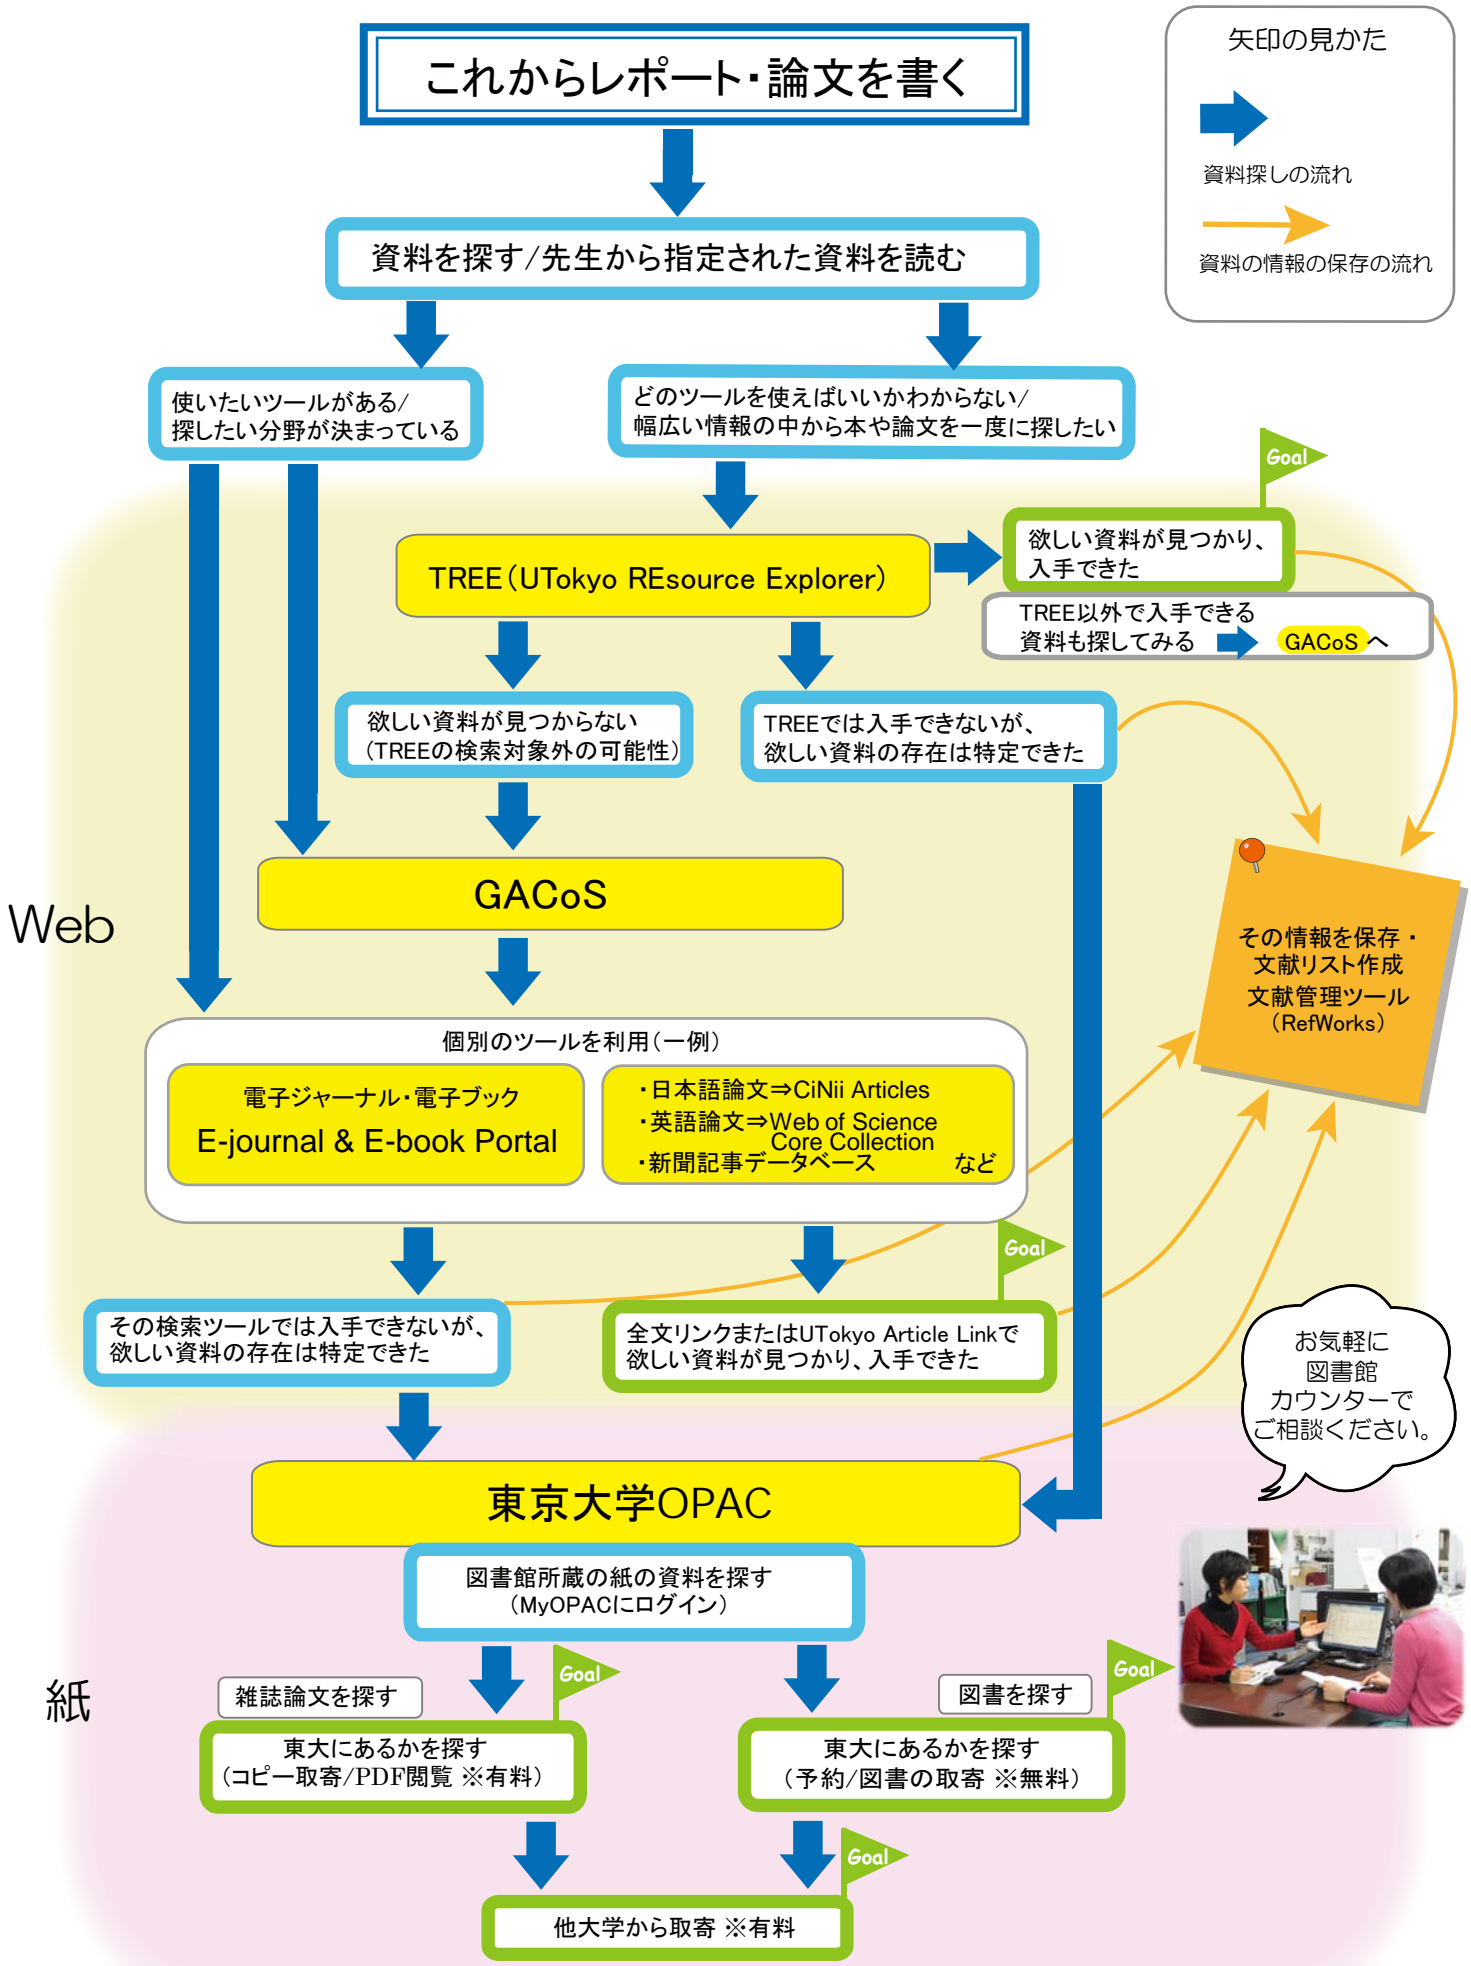 これからレポート・論文を書く
矢印の見かた
資料探しの流れ
資料の情報の保存の流れ
資料を探す/先生から指定された資料を読む
使いたいツールがある/
探したい分野が決まっている
どのツールを使えばいいかわからない/
幅広い情報の中から本や論文を一度に探したい
Goal
TREE(UTokyo REsource Explorer)
欲しい資料が見つかり、
入手できた
TREE以外で入手できる
資料も探してみる GACoS へ
欲しい資料が見つからない
(TREEの検索対象外の可能性)
TREEでは入手できないが、
欲しい資料の存在は特定できた
GACoS
Web
その情報を保存・
文献リスト作成
文献管理ツール
(RefWorks)
個別のツールを利用(一例)
電子ジャーナル・電子ブック
E-journal & E-book Portal
・日本語論文⇒CiNii Articles
・英語論文⇒Web of Science
Core Collection
・新聞記事データベース など
Goal
その検索ツールでは入手できないが、
欲しい資料の存在は特定できた
全文リンクまたはUTokyo Article Linkで
欲しい資料が見つかり、入手できた
お気軽に
図書館
カウンターで
ご相談ください。
東京大学OPAC
図書館所蔵の紙の資料を探す
(MyOPACにログイン)
紙
雑誌論文を探す
Goal
図書を探す
Goal
東大にあるかを探す
(コピー取寄/PDF閲覧 ※有料)
東大にあるかを探す
(予約/図書の取寄 ※無料)
Goal
他大学から取寄 ※有料